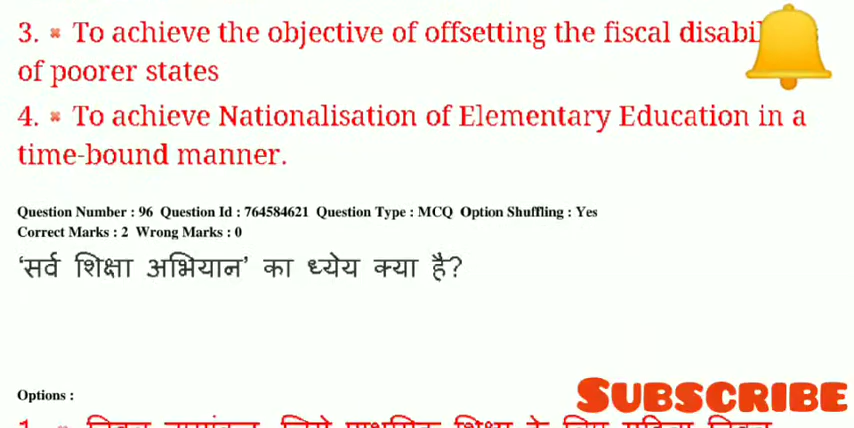 3. × To achieve the objective of offsetting the fiscal
of poorer states
4. × To achieve Nationalisation of Elementary Education in a
time-bound manner.
Question Number : 96 Question Id : 764584621 Question Type : MCQ Option Shuffling : Yes
Correct Marks : 2 Wrong Marks : 0
‘सर्व शिक्षा अभियान’ का ध्येय क्या है?
Options :
SUBSCRIBE